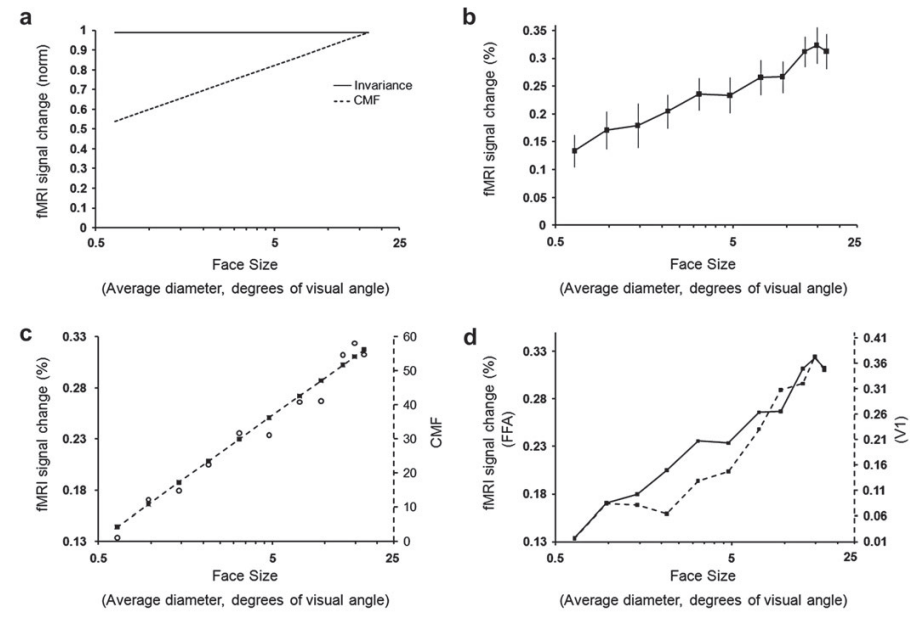 a
fMRI signal change (norm)
1
0.9
0.8
0.7
0.6
0.5
0.4
0.3
0.2
0.1
0
Invariance
CMF
0.5
5
25
Face Size
(Average diameter, degrees of visual angle)
b
fMRI signal change (%)
0.35
0.3
0.25
0.2
0.15
0.1
0.05
0
0.5
5
25
Face Size
(Average diameter, degrees of visual angle)
c
fMRI signal change (%)
0.33
0.28
0.23
0.18
0.13
60
50
40
30
20
10
0
CMF
0.5
5
25
Face Size
(Average diameter, degrees of visual angle)
d
fMRI signal change (%)
(FFA)
0.33
0.28
0.23
0.18
0.13
0.41
0.36
0.31
0.26
0.21
0.16
0.11
0.06
0.01
(V1)
0.5
5
25
Face Size
(Average diameter, degrees of visual angle)